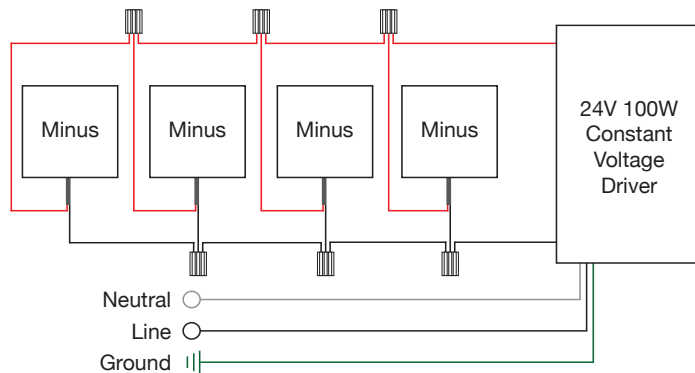 Minus
Minus
Minus
Minus
24V 100W
Constant
Voltage
Driver
Neutral
Line
Ground